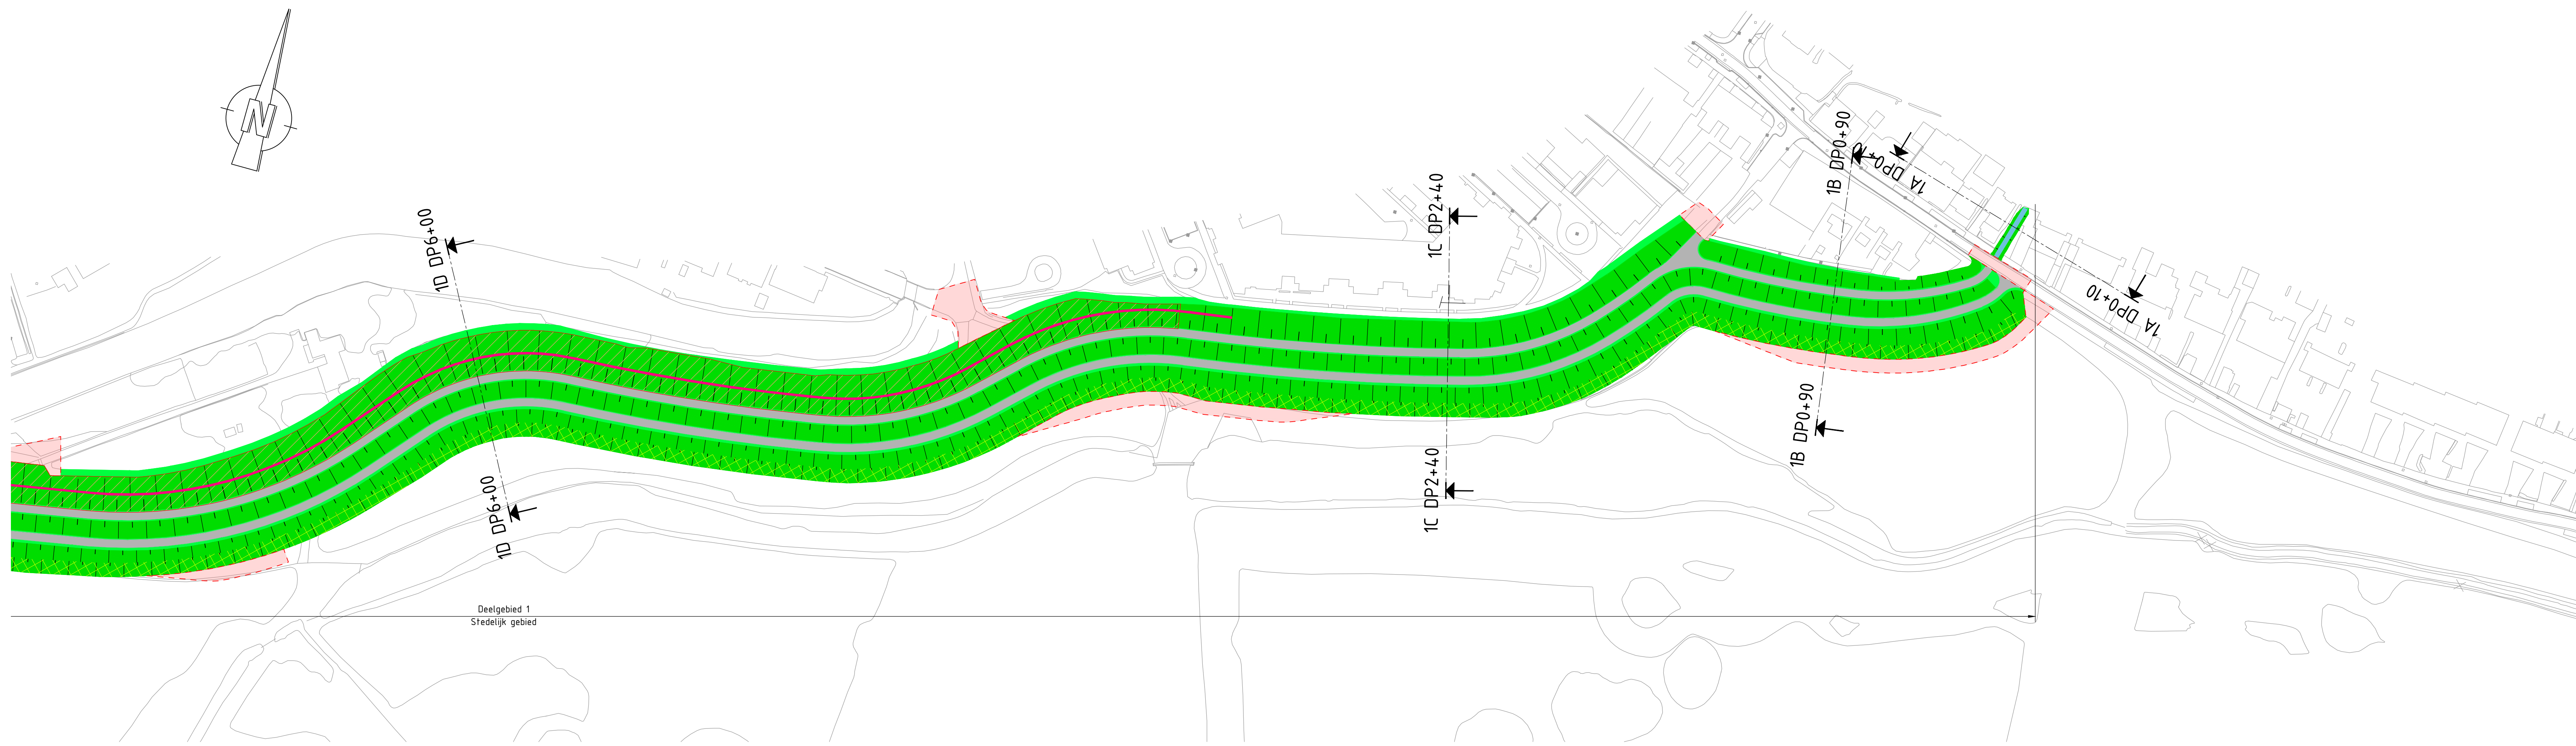 N
1D DP6+00
1D DP6+00
1C DP2+40
1C DP2+40
1B DP0+90
1B DP0+90
1A DP0+10
1A DP0+10
Deelgebied 1
Stedelijk gebied